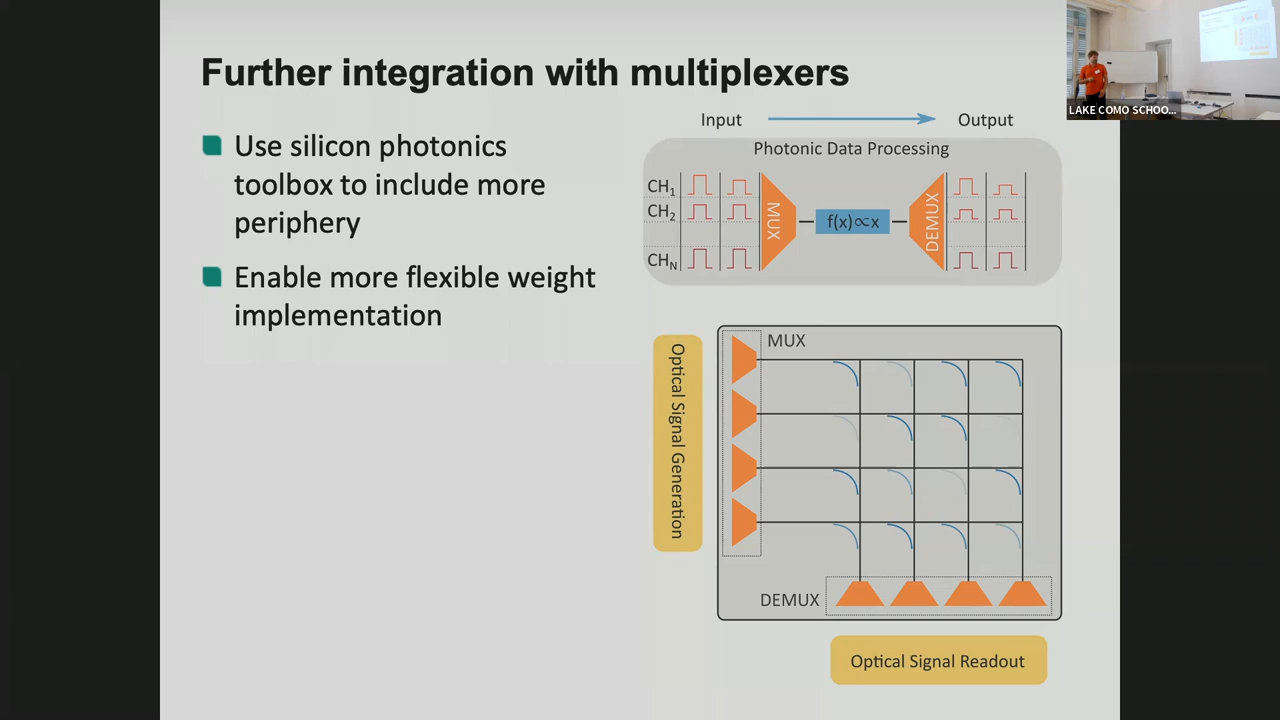 Further integration with multiplexers
Use silicon photonics
toolbox to include more
periphery
Enable more flexible weight
implementation
Input
Output
Photonic Data Processing
CH1
CH2
CHN
MUX
f(x)∝x
DEMUX
Optical Signal Generation
MUX
DEMUX
Optical Signal Readout
LAKE COMO SCHOO...